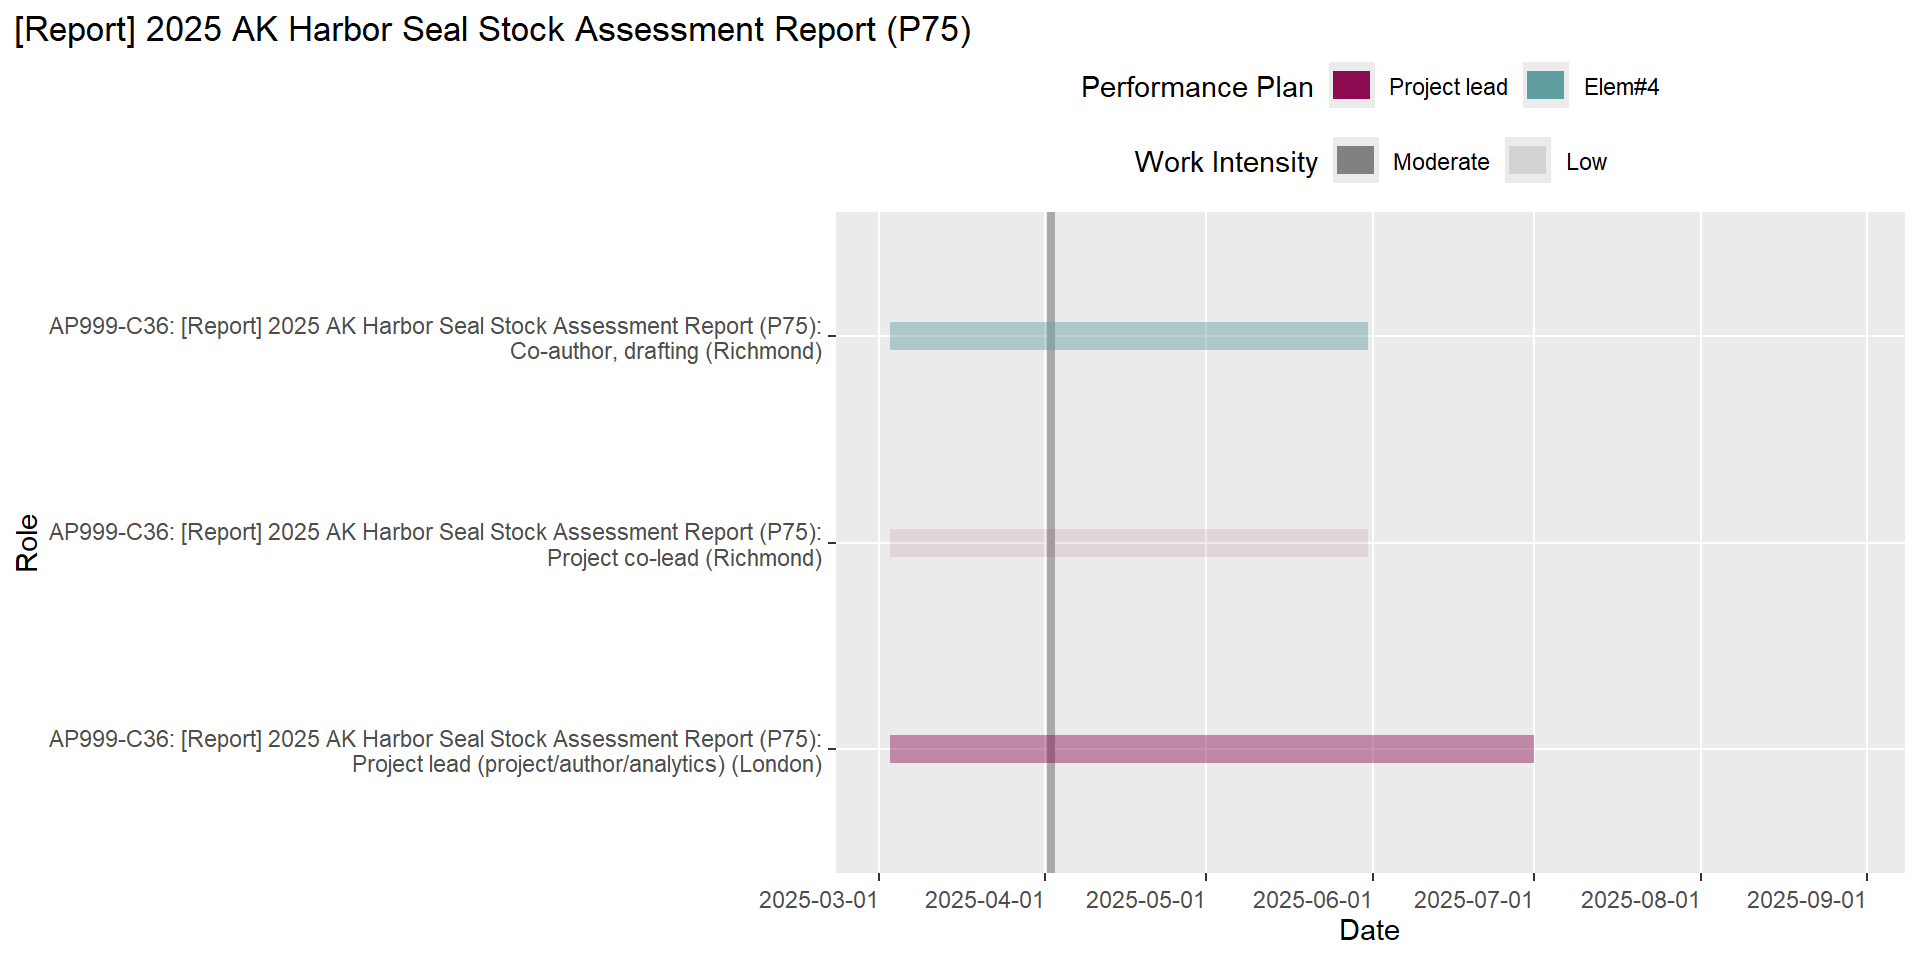 [Report] 2025 AK Harbor Seal Stock Assessment Report (P75)
Performance Plan Project lead Elem#4
Work Intensity Moderate Low
AP999-C36: [Report] 2025 AK Harbor Seal Stock Assessment Report (P75):
Co-author, drafting (Richmond)
Role
AP999-C36: [Report] 2025 AK Harbor Seal Stock Assessment Report (P75):
Project co-lead (Richmond)
AP999-C36: [Report] 2025 AK Harbor Seal Stock Assessment Report (P75):
Project lead (project/author/analytics) (London)
2025-03-01 2025-04-01 2025-05-01 2025-06-01 2025-07-01 2025-08-01 2025-09-01
Date